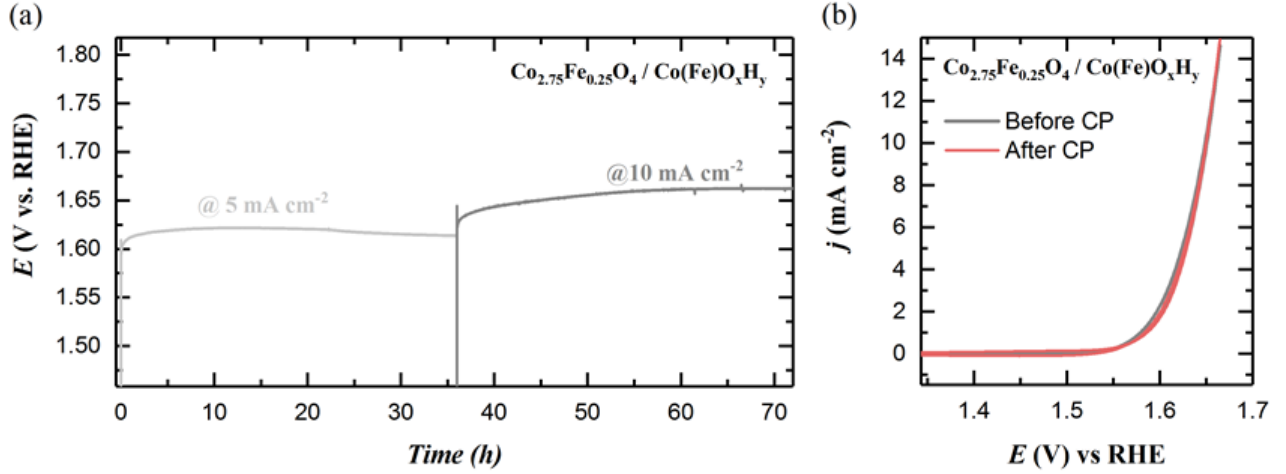 (a)
1.80
1.75
1.70
1.65
1.60
1.55
1.50
E (V vs. RHE)
Co2.75Fe0.25O4 / Co(Fe)OxHy
@ 5 mA cm-2
@10 mA cm-2
0 10 20 30 40 50 60 70
Time (h)
(b)
14
12
10
8
6
4
2
0
j (mA cm-2)
Co2.75Fe0.25O4 / Co(Fe)OxHy
Before CP
After CP
1.4 1.5 1.6 1.7
E (V) vs RHE